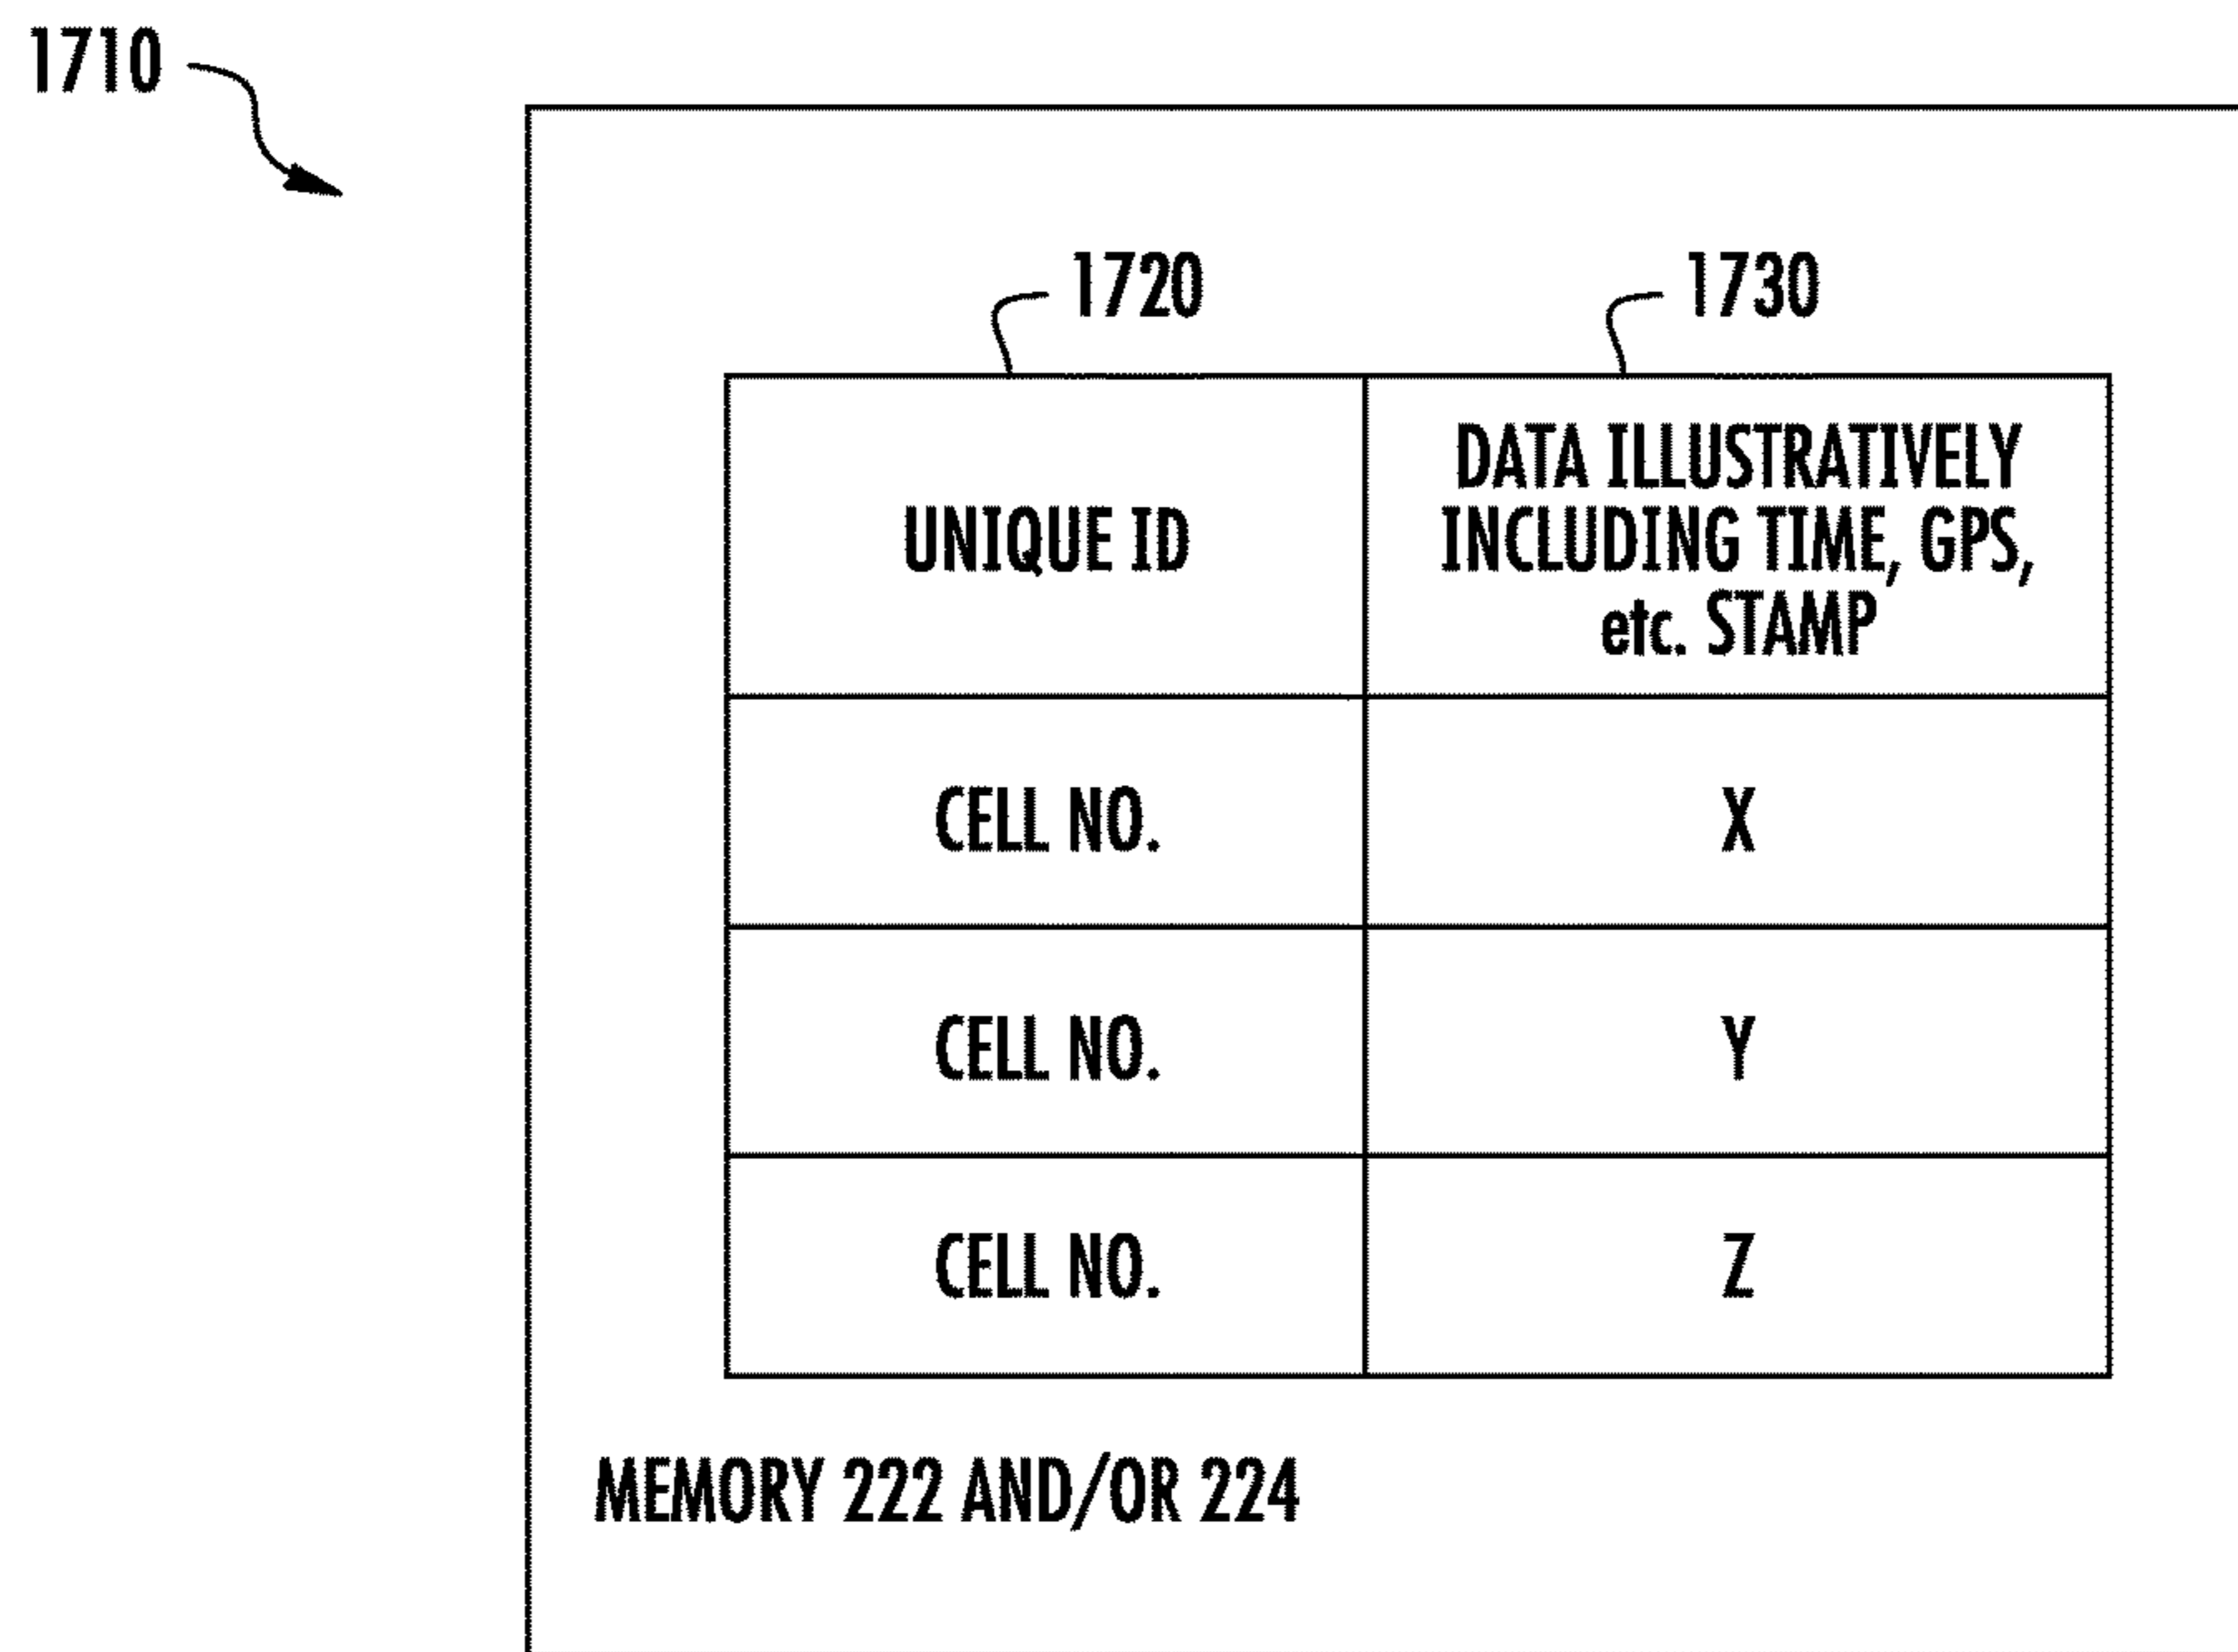 1710
1720
1730
UNIQUE ID
DATA ILLUSTRATIVELY
INCLUDING TIME, GPS,
etc. STAMP
CELL NO.
X
CELL NO.
Y
CELL NO.
Z
MEMORY 222 AND/OR 224